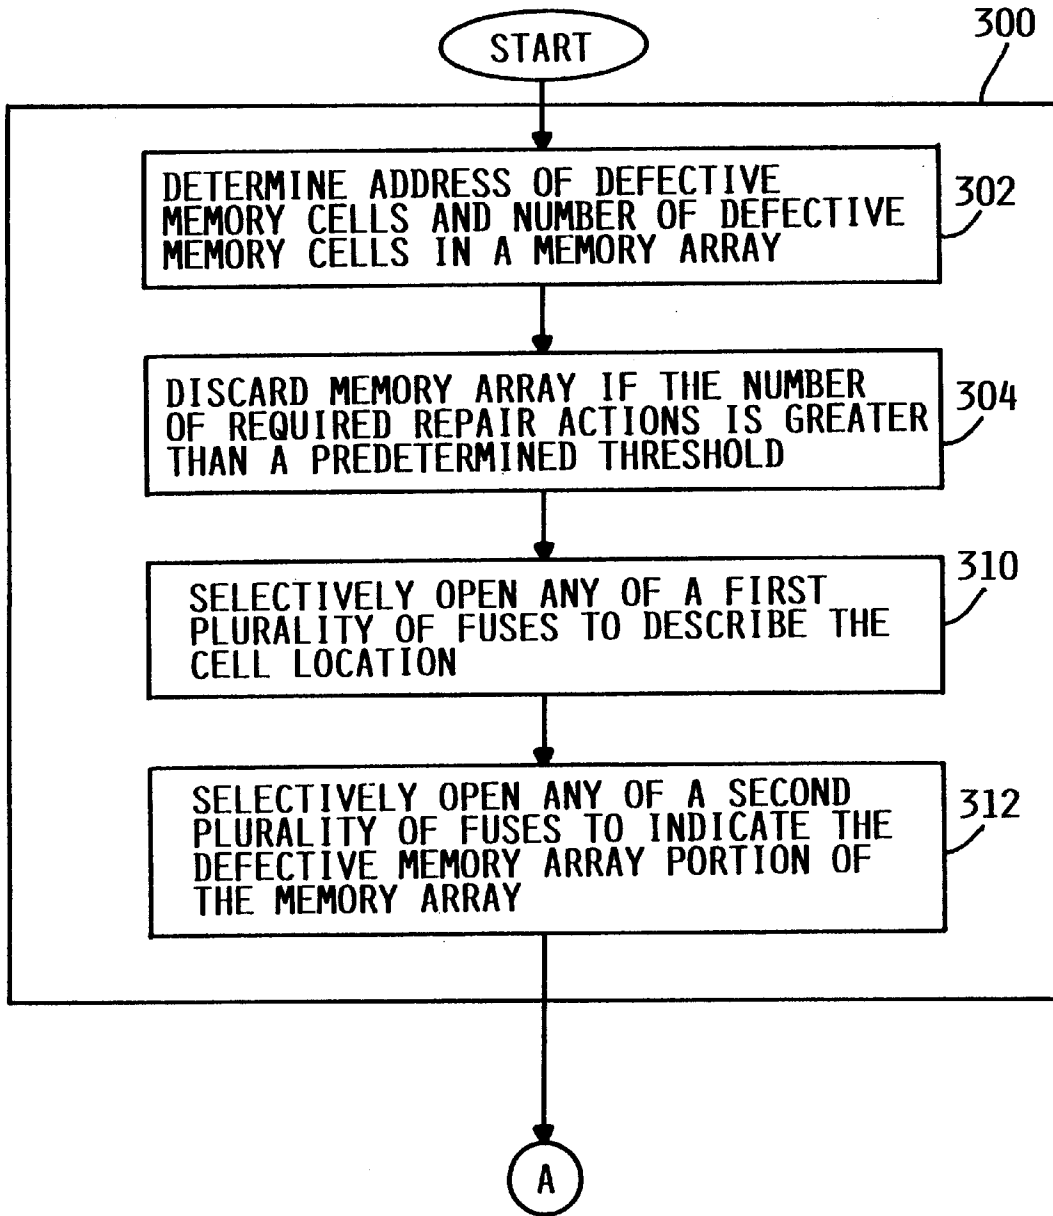 300
START
DETERMINE ADDRESS OF DEFECTIVE
MEMORY CELLS AND NUMBER OF DEFECTIVE
MEMORY CELLS IN A MEMORY ARRAY
302
DISCARD MEMORY ARRAY IF THE NUMBER
OF REQUIRED REPAIR ACTIONS IS GREATER
THAN A PREDETERMINED THRESHOLD
304
SELECTIVELY OPEN ANY OF A FIRST
PLURALITY OF FUSES TO DESCRIBE THE
CELL LOCATION
310
SELECTIVELY OPEN ANY OF A SECOND
PLURALITY OF FUSES TO INDICATE THE
DEFECTIVE MEMORY ARRAY PORTION OF
THE MEMORY ARRAY
312
A